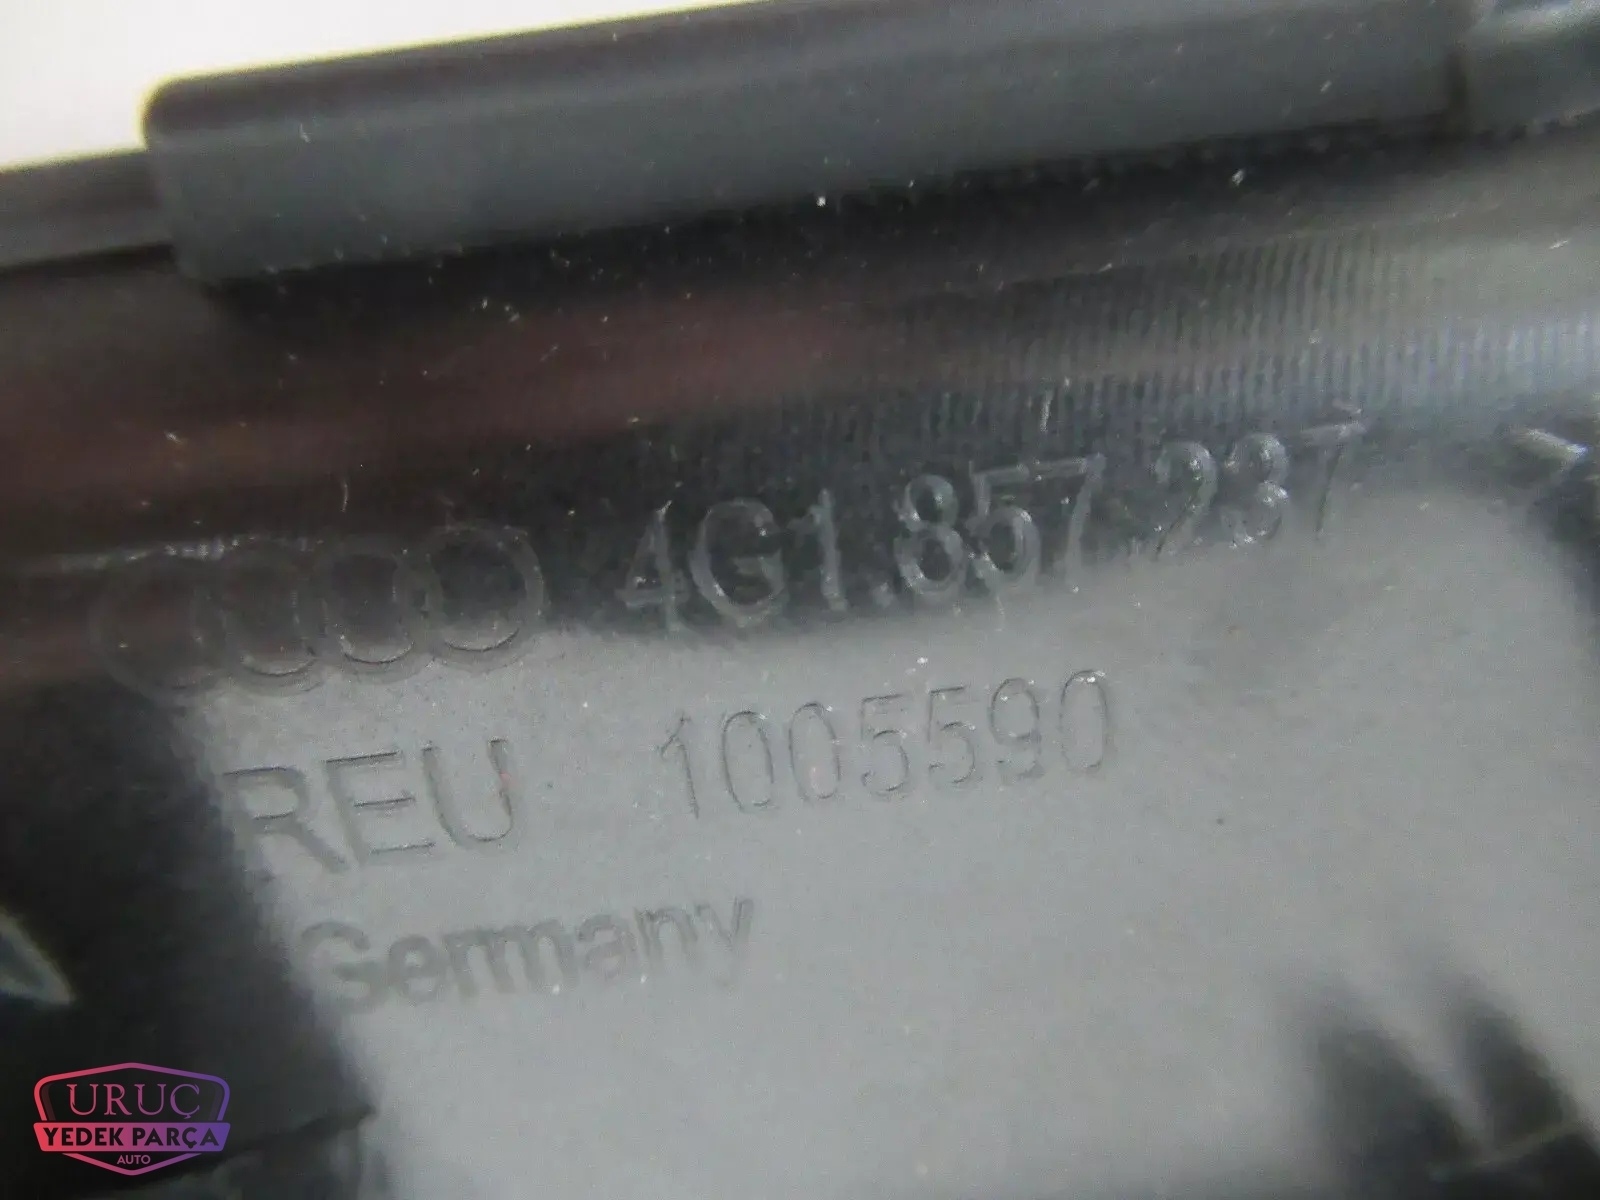 4G1.857.237
REU 1005590
Germany
URUÇ
YEDEK PARÇA
AUTO